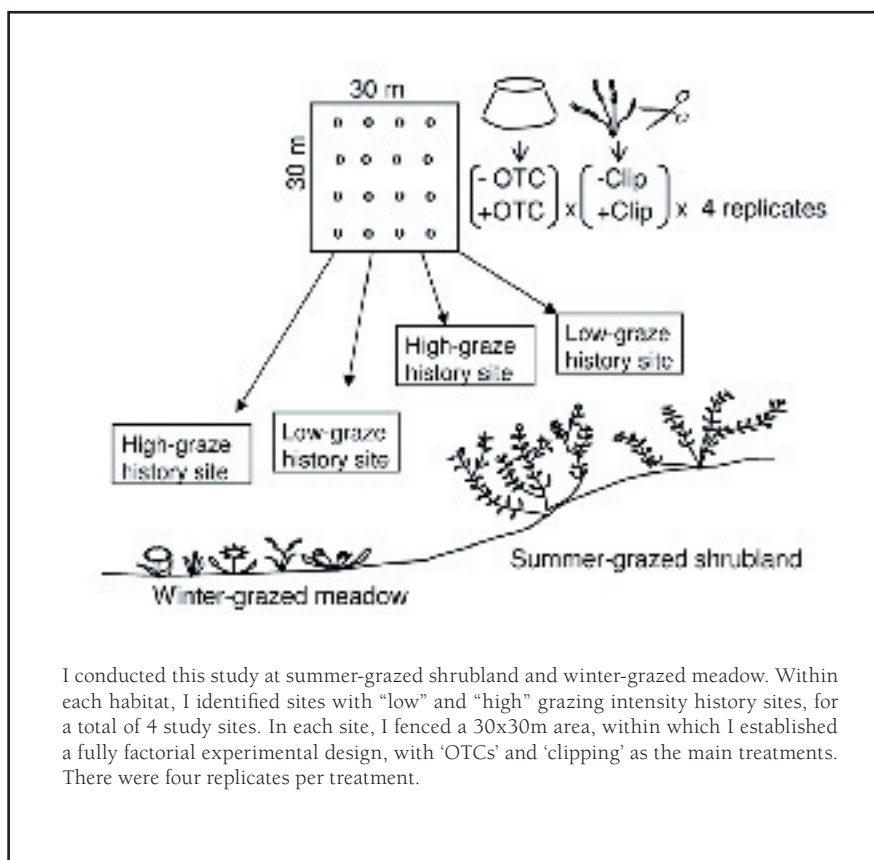 30 m
30 m
- OTC
+OTC
x
-Clip
+Clip
x 4 replicates
High-graze
history site
Low-graze
history site
High-graze
history site
Low-graze
history site
Summer-grazed shrubland
Winter-grazed meadow
I conducted this study at summer-grazed shrubland and winter-grazed meadow. Within
each habitat, I identified sites with “low” and “high” grazing intensity history sites, for
a total of 4 study sites. In each site, I fenced a 30x30m area, within which I established
a fully factorial experimental design, with ‘OTCs’ and ‘clipping’ as the main treatments.
There were four replicates per treatment.